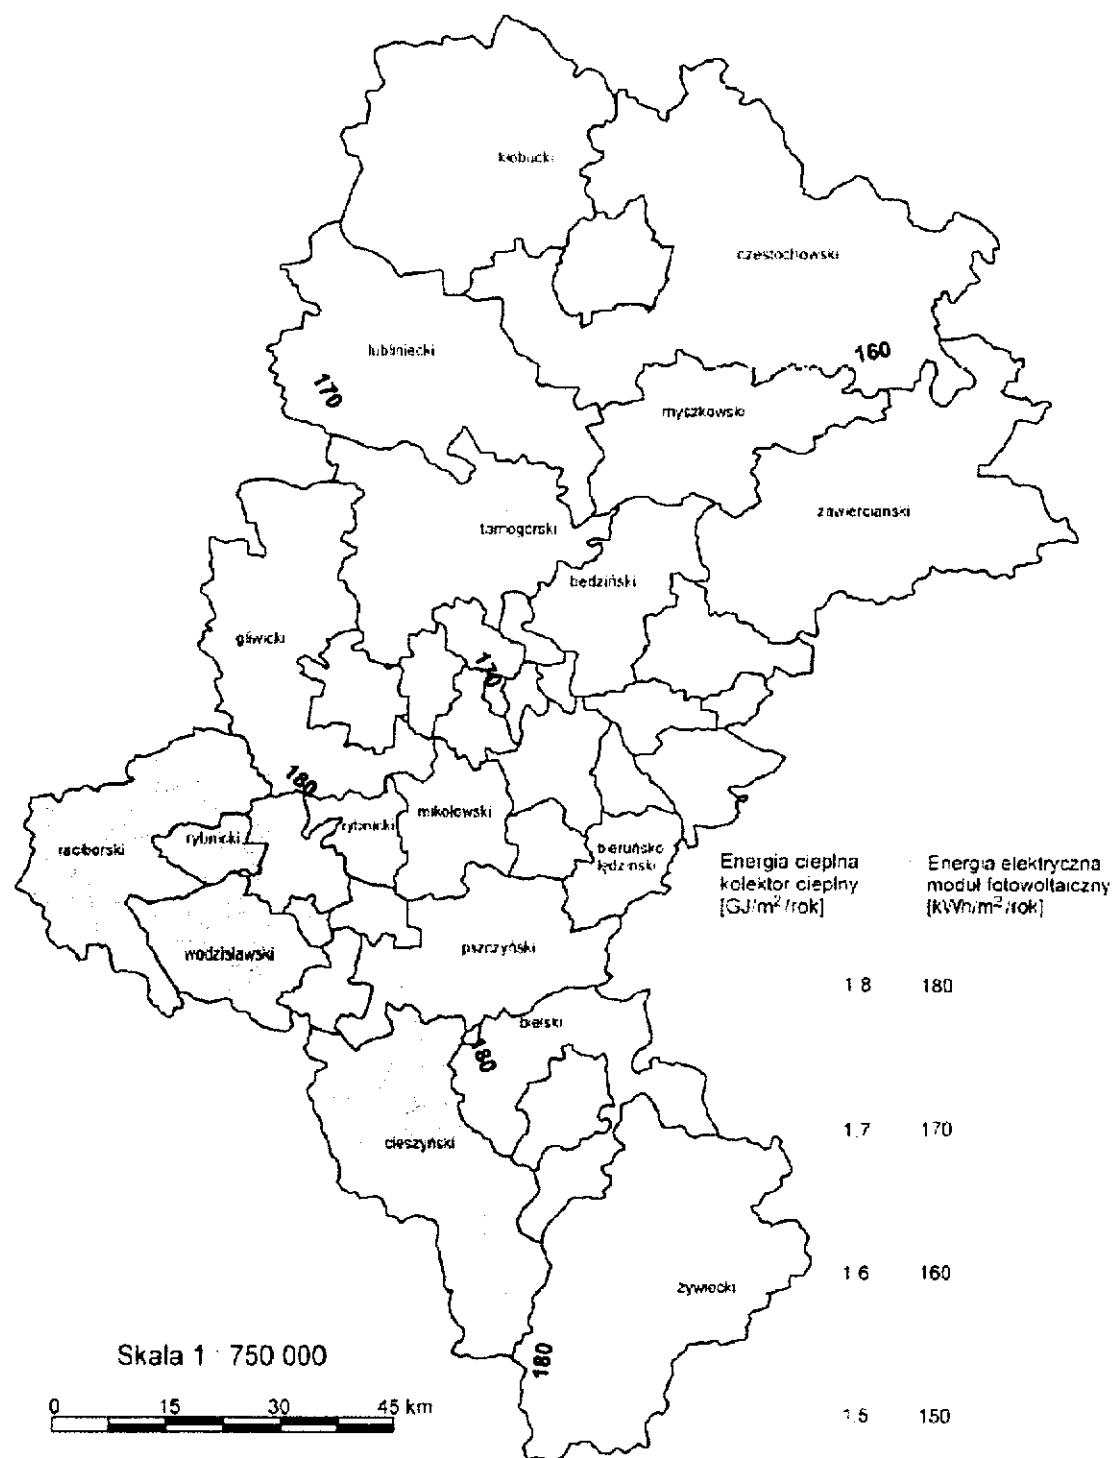 kłobucki
częstochowski
lubliniecki
160
170
myszkowski
zawierciański
tarnogórski
będziński
gliwicki
170
180
mikołowski
rybnicki
rybnicki
raciborski
bieruńsko
lędziński
Energia cieplna
kolektor cieplny
[GJ/m²/rok]
Energia elektryczna
moduł fotowoltaiczny
[kWh/m²/rok]
wodzisławski
pszczyński
1.8 180
bielski
180
cieszyński
1.7 170
1.6 160
żywiecki
180
Skala 1 : 750 000
0 15 30 45 km
1.5 150